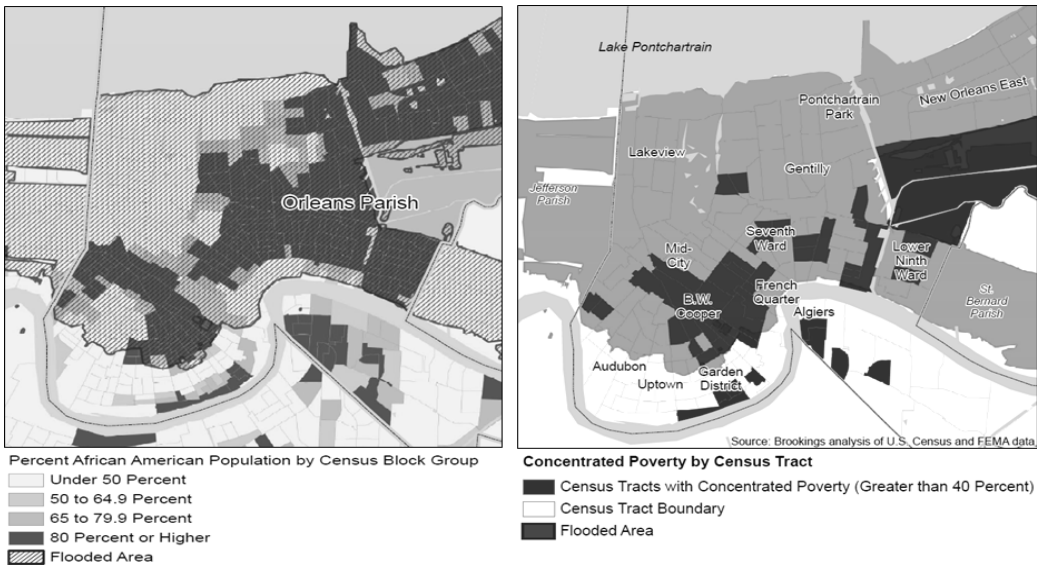 Orleans Parish
Percent African American Population by Census Block Group
Under 50 Percent
50 to 64.9 Percent
65 to 79.9 Percent
80 Percent or Higher
Flooded Area
Lake Pontchartrain
Pontchartrain
Park
New Orleans East
Lakeview
Gentilly
Jefferson
Parish
Seventh
Ward
Mid-
City
Lower
Ninth
Ward
B.W.
Cooper
French
Quarter
Algiers
St.
Bernard
Parish
Audubon
Uptown
Garden
District
Source: Brookings analysis of U.S. Census and FEMA data
Concentrated Poverty by Census Tract
Census Tracts with Concentrated Poverty (Greater than 40 Percent)
Census Tract Boundary
Flooded Area